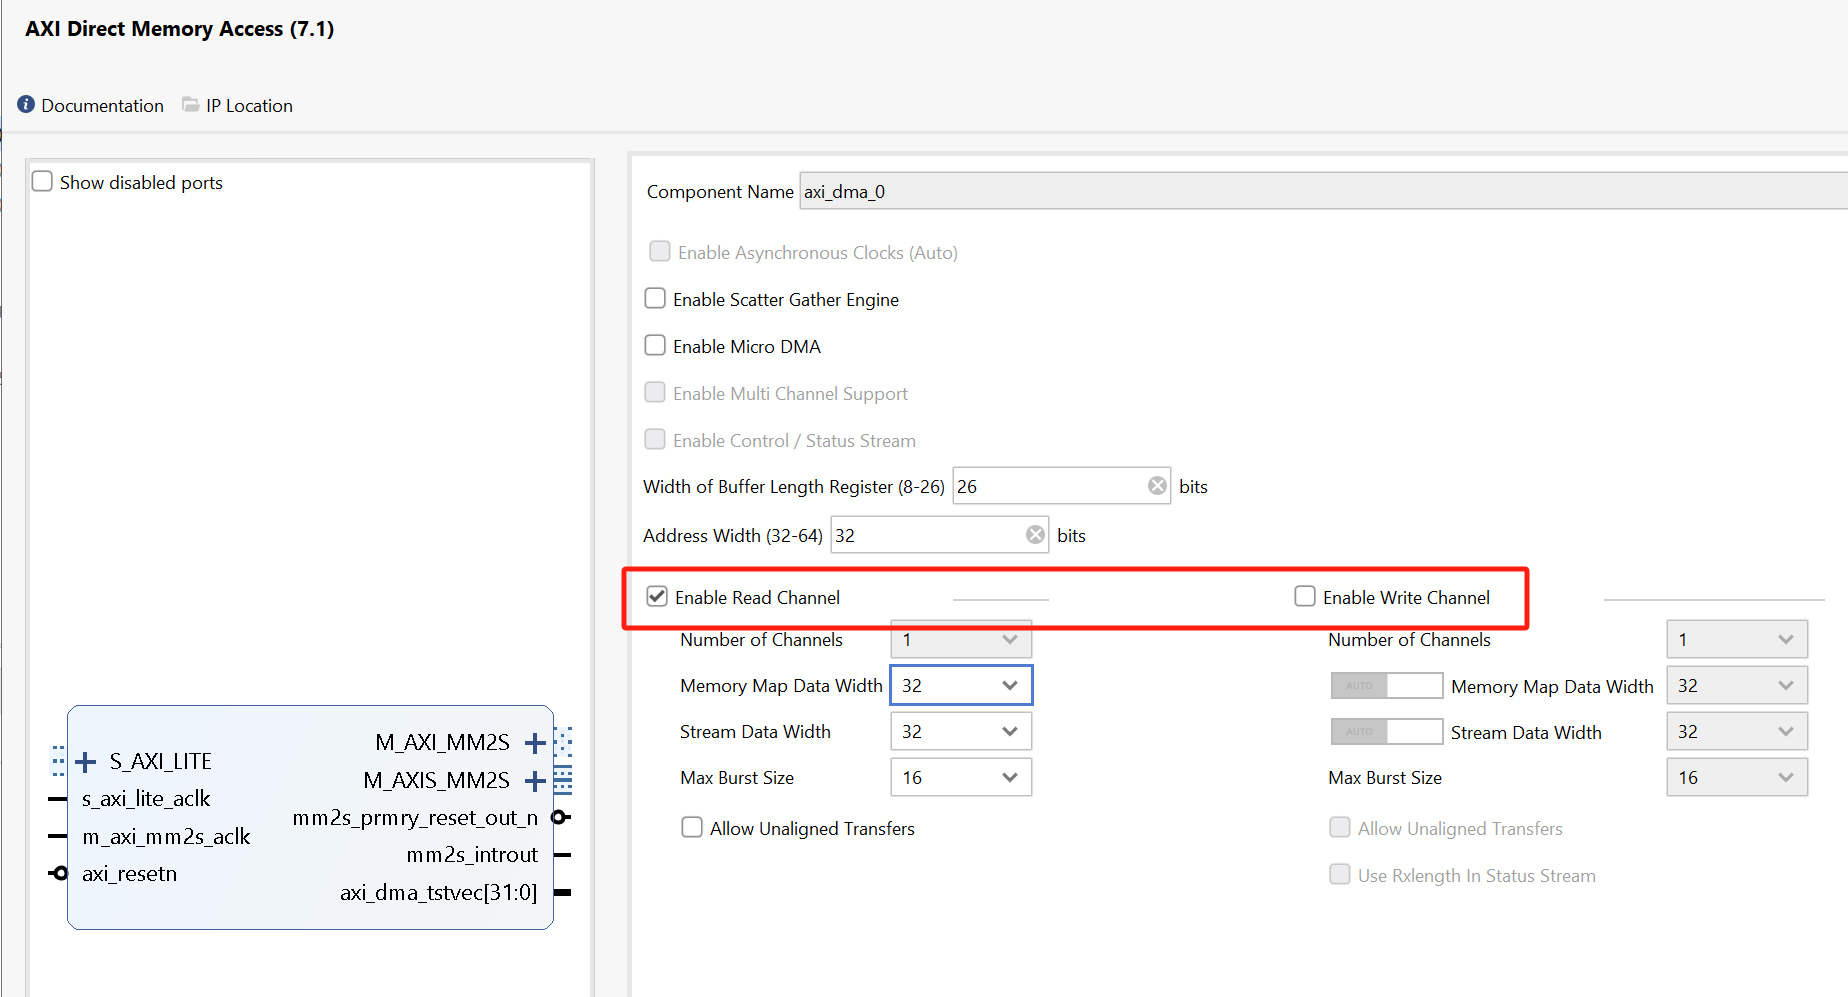 AXI Direct Memory Access (7.1)
Documentation IP Location
Show disabled ports
S_AXI_LITE
s_axi_lite_aclk
m_axi_mm2s_aclk
axi_resetn
M_AXI_MM2S
M_AXIS_MM2S
mm2s_prmry_reset_out_n
mm2s_introut
axi_dma_tstvec[31:0]
Component Name axi_dma_0
Enable Asynchronous Clocks (Auto)
Enable Scatter Gather Engine
Enable Micro DMA
Enable Multi Channel Support
Enable Control / Status Stream
Width of Buffer Length Register (8-26) 26 bits
Address Width (32-64) 32 bits
Enable Read Channel
Number of Channels 1
Memory Map Data Width 32
Stream Data Width 32
Max Burst Size 16
Allow Unaligned Transfers
Enable Write Channel
Number of Channels 1
AUTO Memory Map Data Width 32
AUTO Stream Data Width 32
Max Burst Size 16
Allow Unaligned Transfers
Use Rxlength In Status Stream